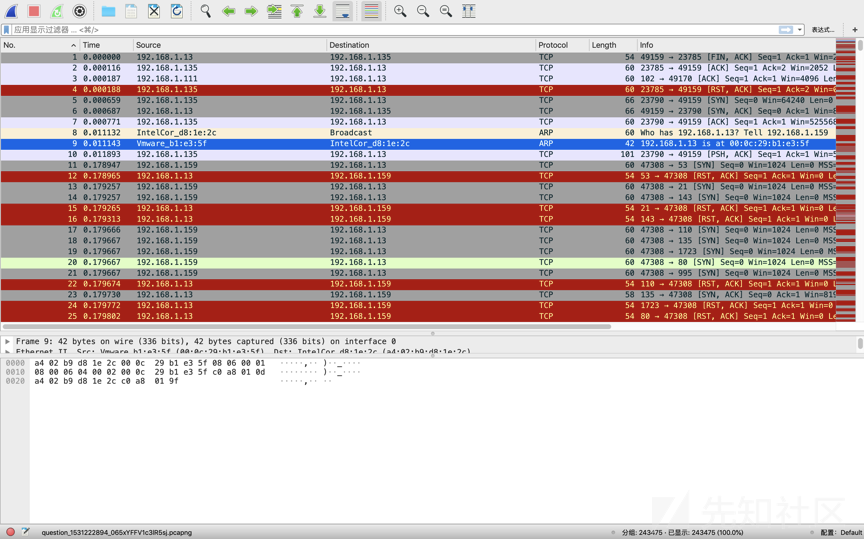 应用显示过滤器 ... <⌘/>
表达式…
+
No. Time Source Destination Protocol Length Info
1 0.000000 192.168.1.13 192.168.1.135 TCP 54 49159 → 23785 [FIN, ACK] Seq=1 Ack=1 Win=2
2 0.000116 192.168.1.135 192.168.1.13 TCP 60 23785 → 49159 [ACK] Seq=1 Ack=2 Win=2052 L
3 0.000187 192.168.1.111 192.168.1.13 TCP 60 102 → 49170 [ACK] Seq=1 Ack=1 Win=4096 Len
4 0.000188 192.168.1.135 192.168.1.13 TCP 60 23785 → 49159 [RST, ACK] Seq=1 Ack=2 Win=
5 0.000659 192.168.1.135 192.168.1.13 TCP 66 23790 → 49159 [SYN] Seq=0 Win=64240 Len=0
6 0.000687 192.168.1.13 192.168.1.135 TCP 66 49159 → 23790 [SYN, ACK] Seq=0 Ack=1 Win=
7 0.000771 192.168.1.135 192.168.1.13 TCP 60 23790 → 49159 [ACK] Seq=1 Ack=1 Win=525568
8 0.011132 IntelCor_d8:1e:2c Broadcast ARP 60 Who has 192.168.1.13? Tell 192.168.1.159
9 0.011143 Vmware_b1:e3:5f IntelCor_d8:1e:2c ARP 42 192.168.1.13 is at 00:0c:29:b1:e3:5f
10 0.011893 192.168.1.135 192.168.1.13 TCP 101 23790 → 49159 [PSH, ACK] Seq=1 Ack=1 Win=5
11 0.178947 192.168.1.159 192.168.1.13 TCP 60 47308 → 53 [SYN] Seq=0 Win=1024 Len=0 MSS=
12 0.178965 192.168.1.13 192.168.1.159 TCP 54 53 → 47308 [RST, ACK] Seq=1 Ack=1 Win=0 Le
13 0.179257 192.168.1.159 192.168.1.13 TCP 60 47308 → 21 [SYN] Seq=0 Win=1024 Len=0 MSS=
14 0.179257 192.168.1.159 192.168.1.13 TCP 60 47308 → 143 [SYN] Seq=0 Win=1024 Len=0 MSS
15 0.179265 192.168.1.13 192.168.1.159 TCP 54 21 → 47308 [RST, ACK] Seq=1 Ack=1 Win=0 Le
16 0.179313 192.168.1.13 192.168.1.159 TCP 54 143 → 47308 [RST, ACK] Seq=1 Ack=1 Win=0 L
17 0.179666 192.168.1.159 192.168.1.13 TCP 60 47308 → 110 [SYN] Seq=0 Win=1024 Len=0 MSS
18 0.179666 192.168.1.159 192.168.1.13 TCP 60 47308 → 135 [SYN] Seq=0 Win=1024 Len=0 MSS
19 0.179667 192.168.1.159 192.168.1.13 TCP 60 47308 → 1723 [SYN] Seq=0 Win=1024 Len=0 MS
20 0.179667 192.168.1.159 192.168.1.13 TCP 60 47308 → 80 [SYN] Seq=0 Win=1024 Len=0 MSS=
21 0.179667 192.168.1.159 192.168.1.13 TCP 60 47308 → 995 [SYN] Seq=0 Win=1024 Len=0 MSS
22 0.179674 192.168.1.13 192.168.1.159 TCP 54 110 → 47308 [RST, ACK] Seq=1 Ack=1 Win=0 L
23 0.179738 192.168.1.13 192.168.1.159 TCP 58 135 → 47308 [SYN, ACK] Seq=0 Ack=1 Win=819
24 0.179772 192.168.1.13 192.168.1.159 TCP 54 1723 → 47308 [RST, ACK] Seq=1 Ack=1 Win=0
25 0.179802 192.168.1.13 192.168.1.159 TCP 54 80 → 47308 [RST, ACK] Seq=1 Ack=1 Win=0 Le
Frame 9: 42 bytes on wire (336 bits), 42 bytes captured (336 bits) on interface 0
Ethernet II, Src: Vmware_b1:e3:5f (00:0c:29:b1:e3:5f), Dst: IntelCor_d8:1e:2c (a4:02:b9:d8:1e:2c)
0000 a4 02 b9 d8 1e 2c 00 0c 29 b1 e3 5f 08 06 00 01 ·····,·· )··_····
0010 08 00 06 04 00 02 00 0c 29 b1 e3 5f c0 a8 01 0d ········ )··_····
0020 a4 02 b9 d8 1e 2c c0 a8 01 9f ·····,·· ··
先知社区
question_1531222894_065xYFFV1c3lR5sj.pcapng
分组: 243475 · 已显示: 243475 (100.0%)
配置: Default